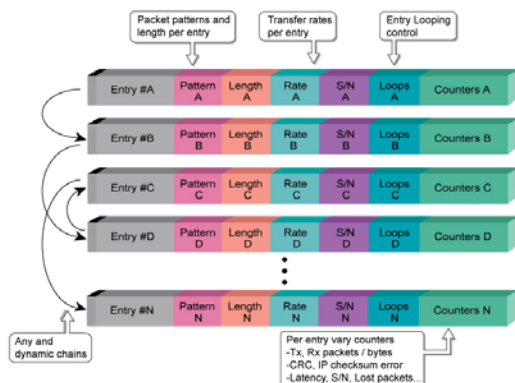 Packet patterns and
length per entry
Transfer rates
per entry
Entry Looping
control
Entry #A Pattern A Length A Rate A S/N A Loops A Counters A
Entry #B Pattern B Length B Rate B S/N B Loops B Counters B
Entry #C Pattern C Length C Rate C S/N C Loops C Counters C
Entry #D Pattern D Length D Rate D S/N D Loops D Counters D
Entry #N Pattern N Length N Rate N S/N N Loops N Counters N
Any and
dynamic chains
Per entry vary counters
-Tx, Rx packets / bytes
-CRC, IP checksum error
-Latency, S/N, Lost packets...